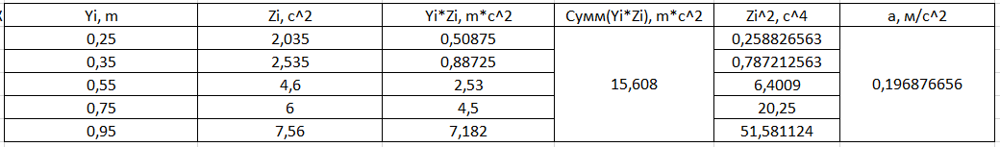 Yi, m Zi, c^2 Yi*Zi, m*c^2 Сумм(Yi*Zi), m*c^2 Zi^2, c^4 a, м/c^2
0,25 2,035 0,50875 0,258826563
0,35 2,535 0,88725 0,787212563
0,55 4,6 2,53 15,608 6,4009 0,196876656
0,75 6 4,5 20,25
0,95 7,56 7,182 51,581124